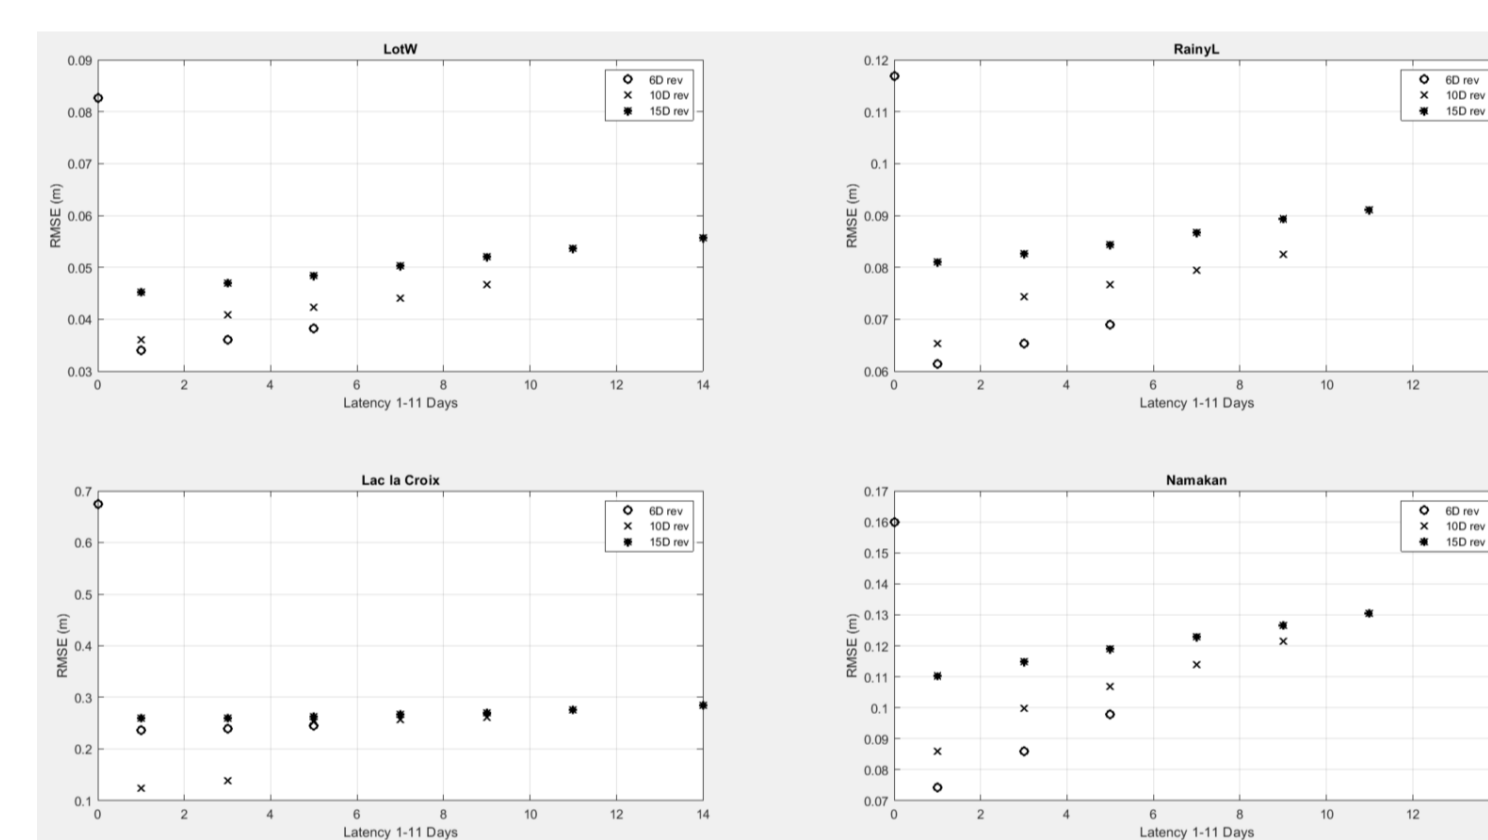 LotW
0.09
0.08
0.07
0.06
0.05
0.04
0.03
RMSE (m)
6D rev
10D rev
15D rev
0 2 4 6 8 10 12 14
Latency 1-11 Days
RainyL
0.12
0.11
0.1
0.09
0.08
0.07
0.06
RMSE (m)
6D rev
10D rev
15D rev
0 2 4 6 8 10 12
Latency 1-11 Days
Lac la Croix
0.7
0.6
0.5
0.4
0.3
0.2
0.1
RMSE (m)
6D rev
10D rev
15D rev
0 2 4 6 8 10 12 14
Latency 1-11 Days
Namakan
0.17
0.16
0.15
0.14
0.13
0.12
0.11
0.1
0.09
0.08
0.07
RMSE (m)
6D rev
10D rev
15D rev
0 2 4 6 8 10 12
Latency 1-11 Days